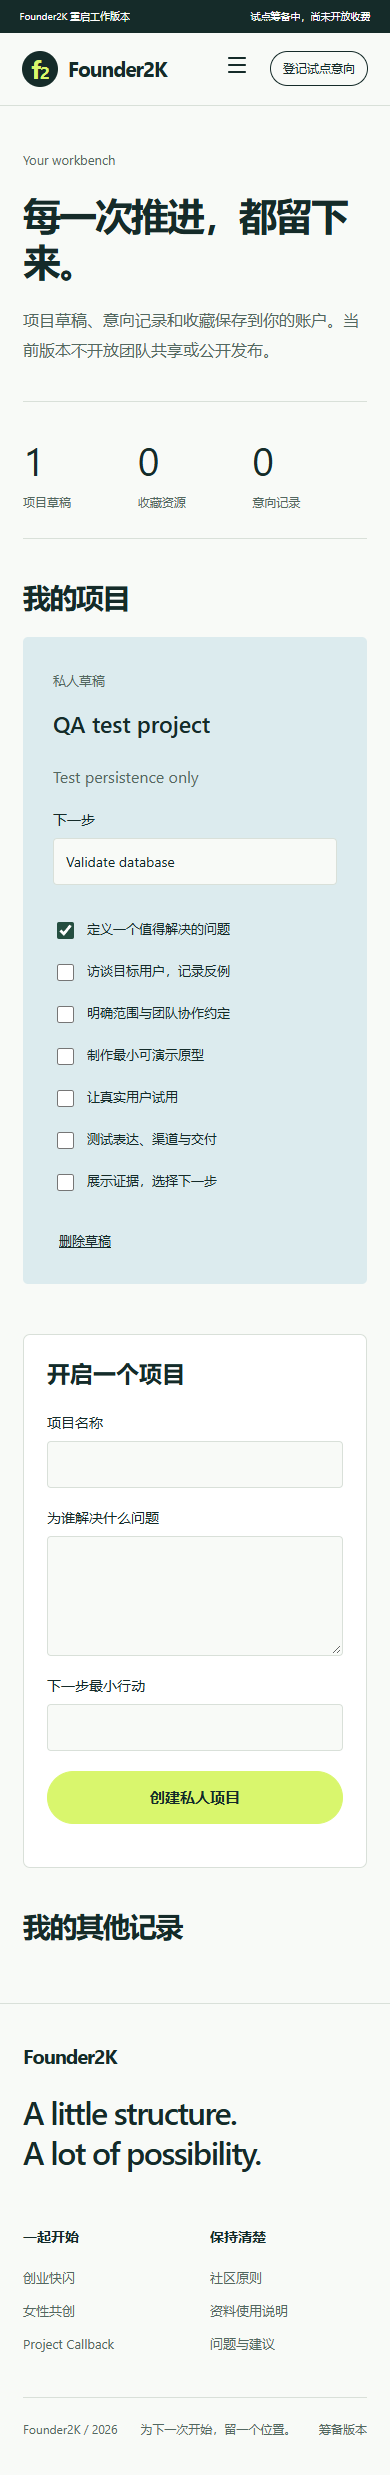 Founder2K 重启工作版本
试点筹备中，尚未开放收费
f2
Founder2K
登记试点意向
Your workbench
每一次推进，都留下
来。
项目草稿、意向记录和收藏保存到你的账户。当
前版本不开放团队共享或公开发布。
1
0
0
项目草稿
收藏资源
意向记录
我的项目
私人草稿
QA test project
Test persistence only
下一步
Validate database
定义一个值得解决的问题
访谈目标用户，记录反例
明确范围与团队协作约定
制作最小可演示原型
让真实用户试用
测试表达、渠道与交付
展示证据，选择下一步
删除草稿
开启一个项目
项目名称
为谁解决什么问题
下一步最小行动
创建私人项目
我的其他记录
Founder2K
A little structure.
A lot of possibility.
一起开始
保持清楚
创业快闪
社区原则
女性共创
资料使用说明
Project Callback
问题与建议
Founder2K / 2026
为下一次开始，留一个位置。
筹备版本